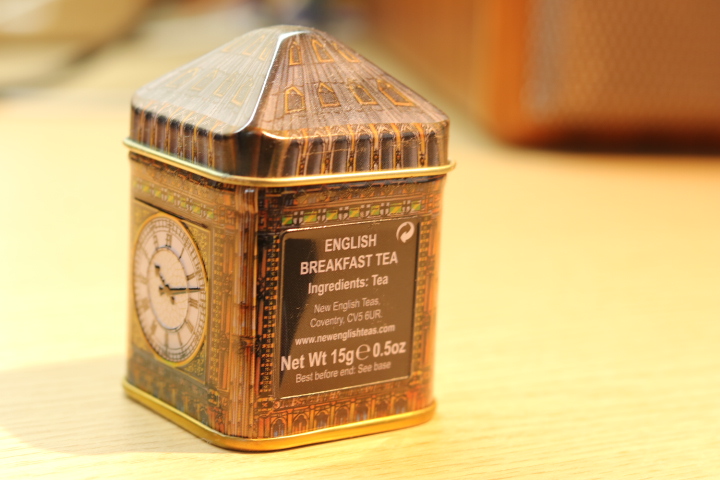 ENGLISH
BREAKFAST TEA
Ingredients: Tea
New English Teas.
Coventry, CV5 6UR.
www.newenglishteas.com
Net Wt 15g℮0.5oz
Best before end: See base